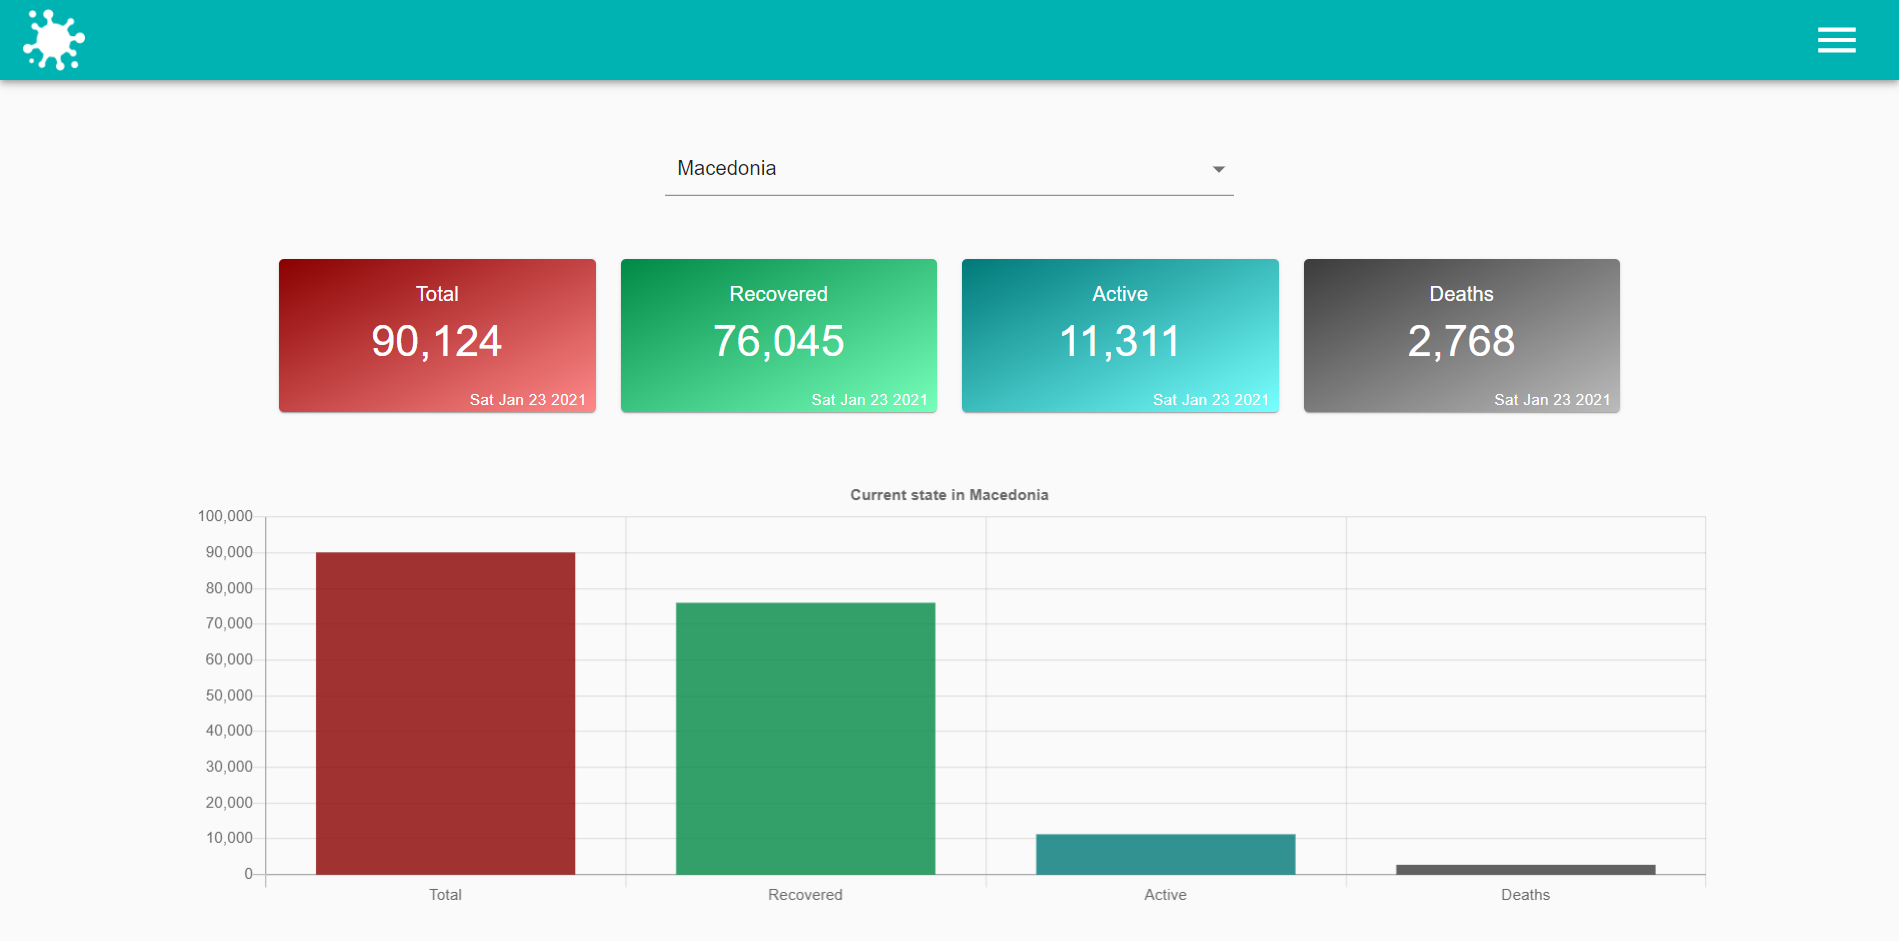 Macedonia
Total
90,124
Sat Jan 23 2021
Recovered
76,045
Sat Jan 23 2021
Active
11,311
Sat Jan 23 2021
Deaths
2,768
Sat Jan 23 2021
Current state in Macedonia
100,000
90,000
80,000
70,000
60,000
50,000
40,000
30,000
20,000
10,000
0
Total
Recovered
Active
Deaths